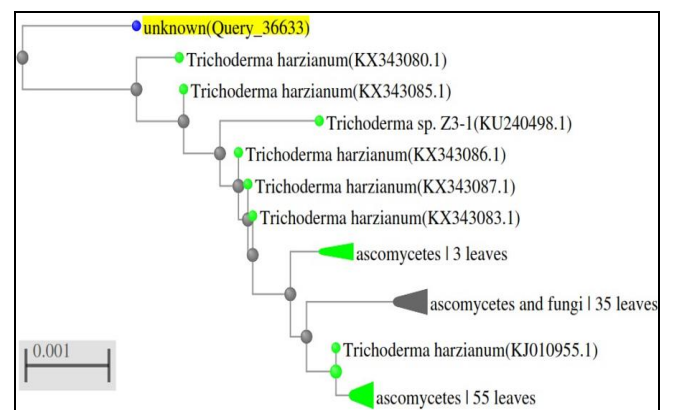 unknown(Query_36633)
Trichoderma harzianum(KX343080.1)
Trichoderma harzianum(KX343085.1)
Trichoderma sp. Z3-1(KU240498.1)
Trichoderma harzianum(KX343086.1)
Trichoderma harzianum(KX343087.1)
Trichoderma harzianum(KX343083.1)
ascomycetes | 3 leaves
ascomycetes and fungi | 35 leaves
0.001
Trichoderma harzianum(KJ010955.1)
ascomycetes | 55 leaves